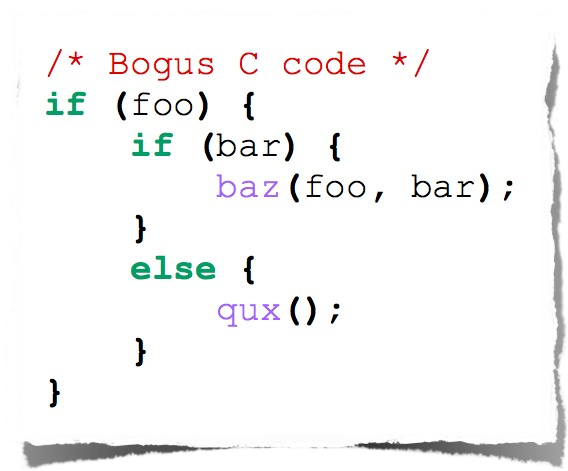 /* Bogus C code */
if (foo) {
    if (bar) {
        baz(foo, bar);
    }
    else {
        qux();
    }
}